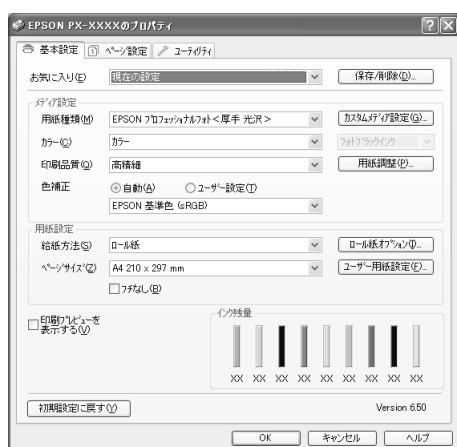 EPSON PX-XXXXのプロパティ
基本設定 ページ設定 ユーティリティ
お気に入り(E) 現在の設定 保存/削除(D)...
メディア設定
用紙種類(M) EPSON プロフェッショナルフォト<厚手 光沢> カスタムメディア設定(G)...
カラー(C) カラー フォトブラックインク
印刷品質(Q) 高精細 用紙調整(P)...
色補正 自動(A) ユーザー設定(T)
EPSON 基準色 (sRGB)
用紙設定
給紙方法(S) ロール紙 ロール紙オプション(I)...
ページサイズ(Z) A4 210 x 297 mm ユーザー用紙設定(F)...
フチなし(B)
印刷プレビューを
表示する(V)
インク残量
XX XX XX XX XX XX XX XX XX
初期設定に戻す(Y) Version 6.50
OK キャンセル ヘルプ